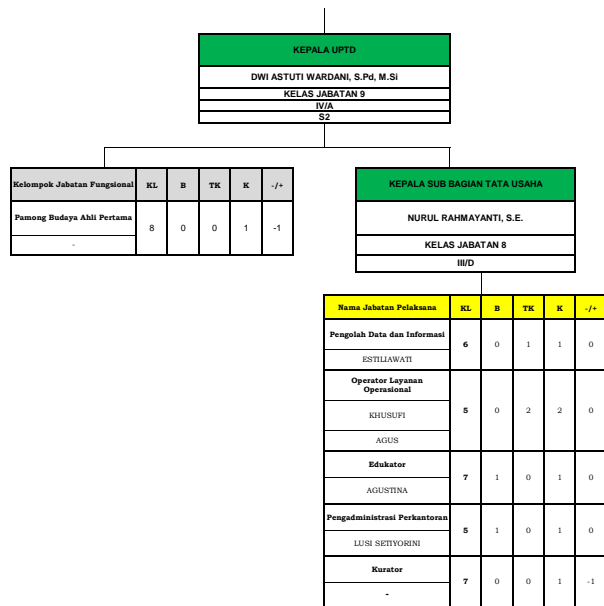 KEPALA UPTD
DWI ASTUTI WARDANI, S.Pd, M.Si
KELAS JABATAN 9
IV/A
S2
Kelompok Jabatan Fungsional KL B TK K -/+
Pamong Budaya Ahli Pertama 8 0 0 1 -1
-
KEPALA SUB BAGIAN TATA USAHA
NURUL RAHMAYANTI, S.E.
KELAS JABATAN 8
III/D
Nama Jabatan Pelaksana KL B TK K -/+
Pengolah Data dan Informasi 6 0 1 1 0
ESTILIAWATI
Operator Layanan
Operasional
KHUSUFI 5 0 2 2 0
AGUS
Edukator 7 1 0 1 0
AGUSTINA
Pengadministrasi Perkantoran 5 1 0 1 0
LUSI SETIYORINI
Kurator 7 0 0 1 -1
-